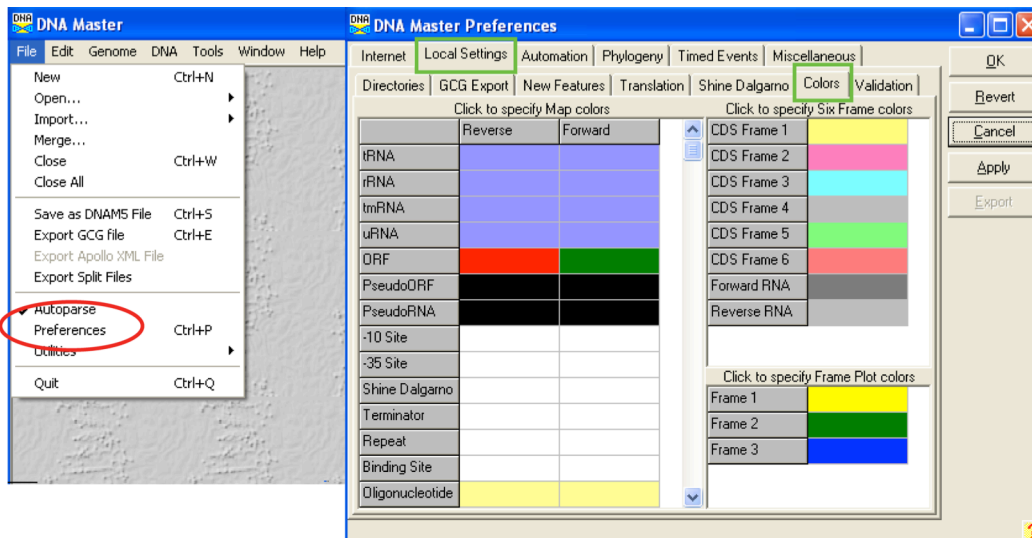 DNA Master
File Edit Genome DNA Tools Window Help
New Ctrl+N
Open...
Import...
Merge...
Close Ctrl+W
Close All
Save as DNAM5 File Ctrl+S
Export GCG file Ctrl+E
Export Apollo XML File
Export Split Files
Autoparse
Preferences Ctrl+P
Utilities
Quit Ctrl+Q
DNA Master Preferences
Internet Local Settings Automation Phylogeny Timed Events Miscellaneous
Directories GCG Export New Features Translation Shine Dalgarno Colors Validation
Click to specify Map colors
Reverse Forward
tRNA
rRNA
tmRNA
uRNA
ORF
PseudoORF
PseudoRNA
-10 Site
-35 Site
Shine Dalgarno
Terminator
Repeat
Binding Site
Oligonucleotide
Click to specify Six Frame colors
CDS Frame 1
CDS Frame 2
CDS Frame 3
CDS Frame 4
CDS Frame 5
CDS Frame 6
Forward RNA
Reverse RNA
Click to specify Frame Plot colors
Frame 1
Frame 2
Frame 3
OK
Revert
Cancel
Apply
Export